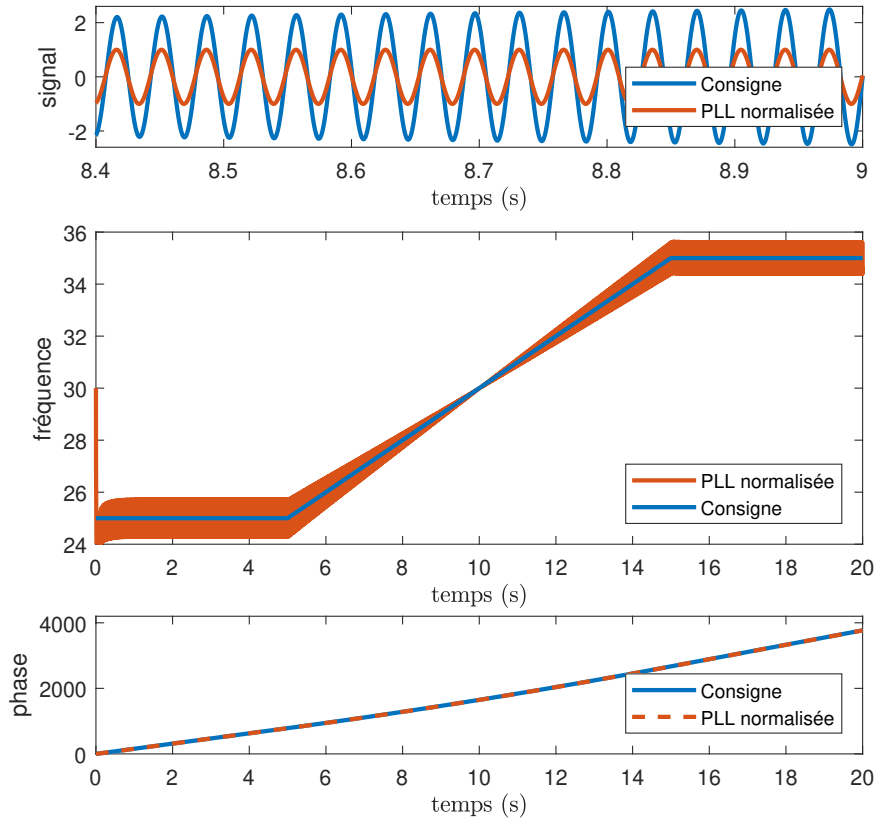 2
0
-2
signal
8.4 8.5 8.6 8.7 8.8 8.9 9
temps (s)
Consigne
PLL normalisée
36
34
32
30
28
26
24
fréquence
0 2 4 6 8 10 12 14 16 18 20
temps (s)
PLL normalisée
Consigne
4000
2000
0
phase
0 2 4 6 8 10 12 14 16 18 20
temps (s)
Consigne
PLL normalisée